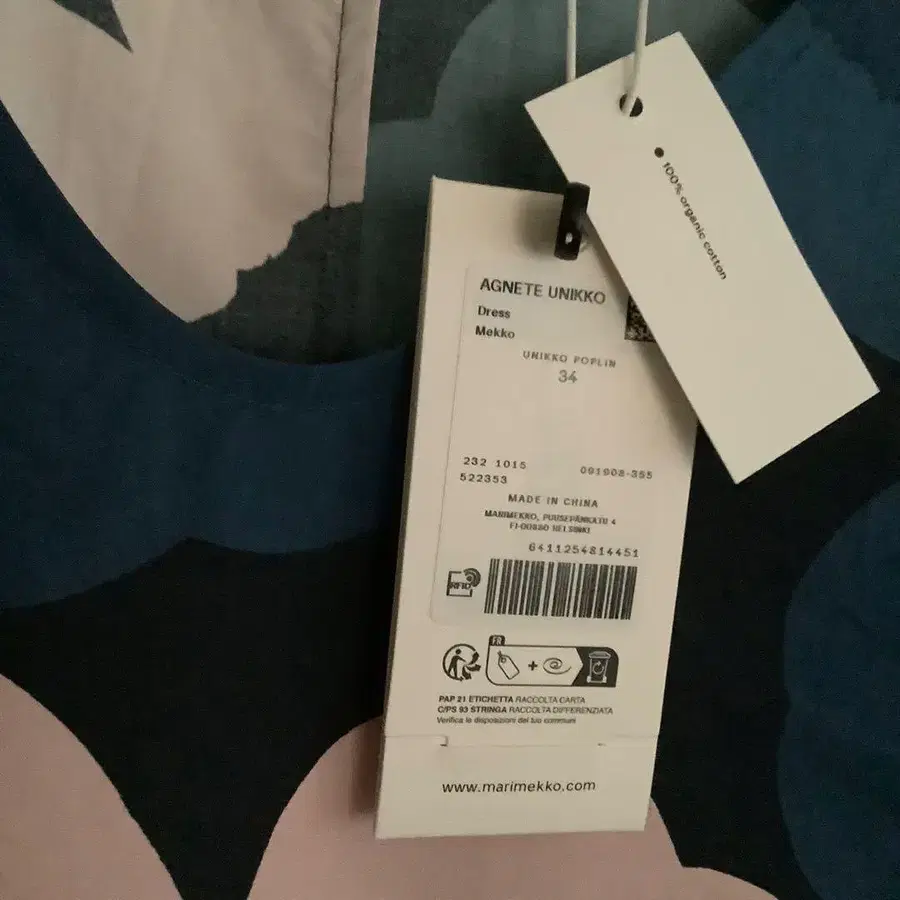 ● 100% organic cotton
AGNETE UNIKKO
Dress
Mekko
UNIKKO POPLIN
34
232 1015
091908-355
522353
MADE IN CHINA
MARIMEKKO, PUUSEPÄNKATU 4
FI-00880 HELSINKI
6411254814451
RFID
FR
+
PAP 21 ETICHETTA RACCOLTA CARTA
C/PS 93 STRINGA RACCOLTA DIFFERENZIATA
Verifica le disposizioni del tuo comuni
www.marimekko.com